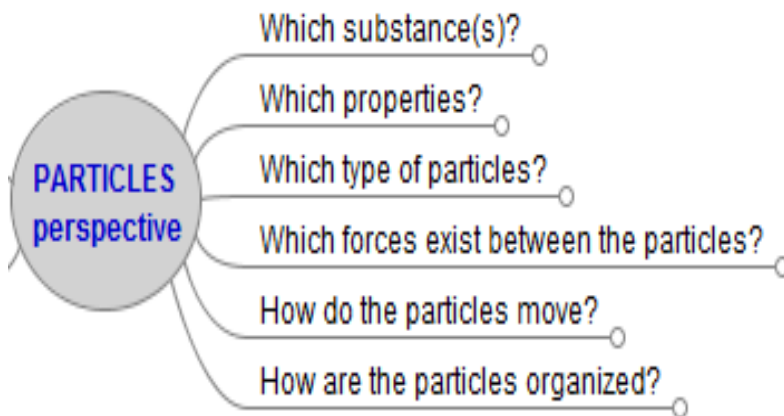 Which substance(s)?
Which properties?
PARTICLES
perspective
Which type of particles?
Which forces exist between the particles?
How do the particles move?
How are the particles organized?